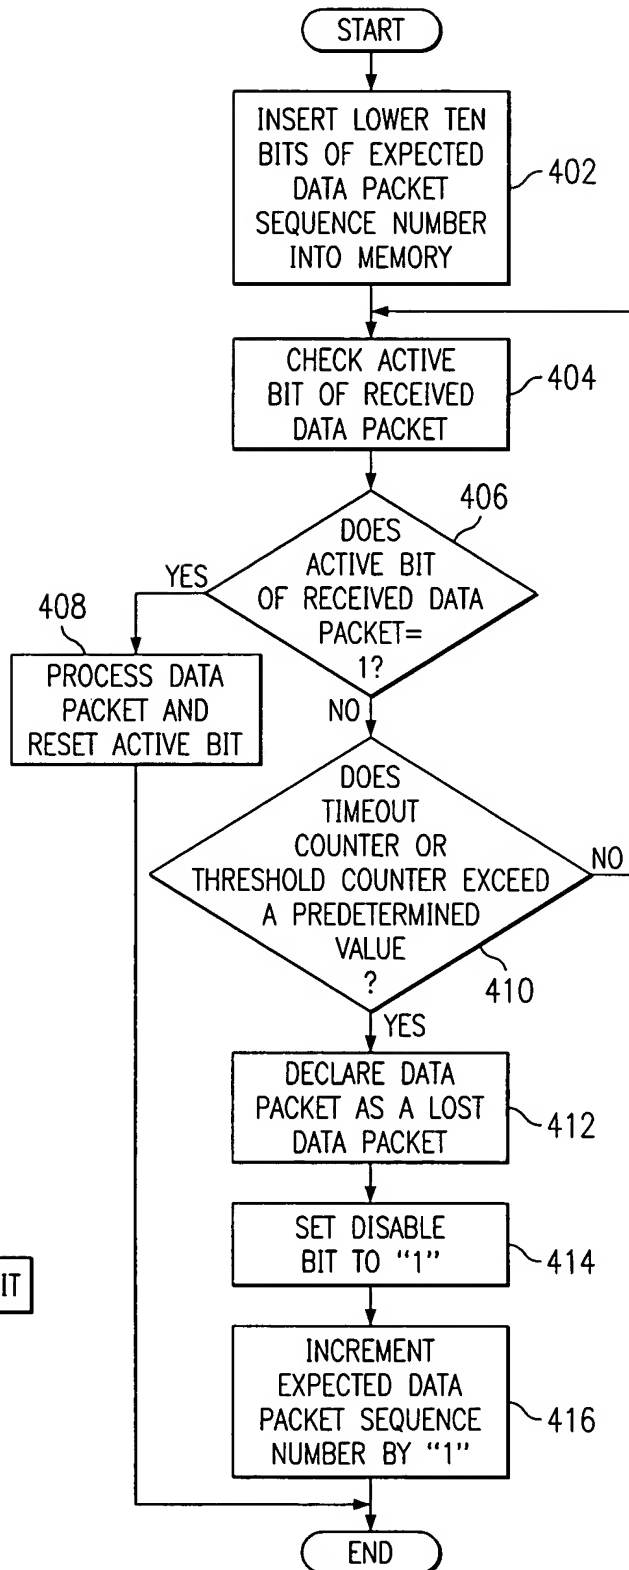 START
INSERT LOWER TEN
BITS OF EXPECTED
DATA PACKET
SEQUENCE NUMBER
INTO MEMORY
402
CHECK ACTIVE
BIT OF RECEIVED
DATA PACKET
404
406
DOES
ACTIVE BIT
OF RECEIVED DATA
PACKET=
1?
YES
408
PROCESS DATA
PACKET AND
RESET ACTIVE BIT
NO
DOES
TIMEOUT
COUNTER OR
THRESHOLD COUNTER EXCEED
A PREDETERMINED
VALUE
?
NO
410
YES
DECLARE DATA
PACKET AS A LOST
DATA PACKET
412
SET DISABLE
BIT TO “1”
414
IT
INCREMENT
EXPECTED DATA
PACKET SEQUENCE
NUMBER BY “1”
416
END